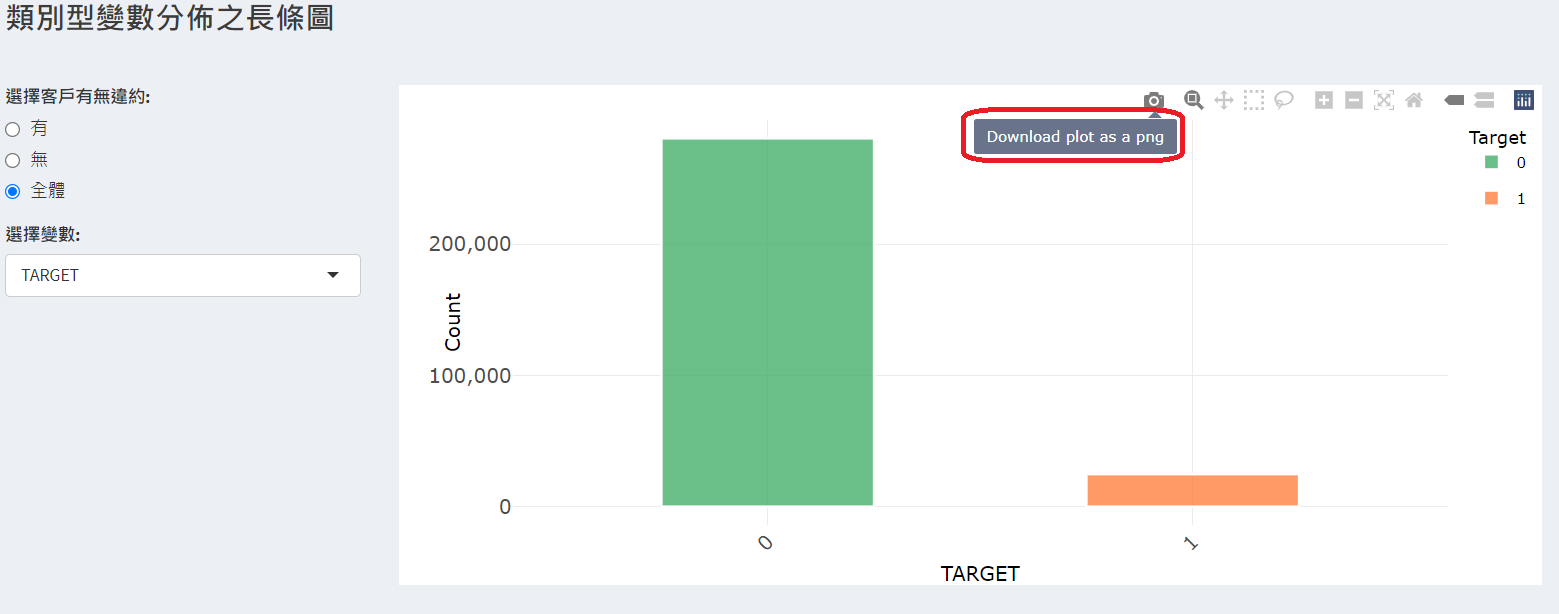 類別型變數分佈之長條圖
選擇客戶有無違約:
有
無
全體
選擇變數:
TARGET
Download plot as a png
Target
0
1
200,000
100,000
0
Count
0
1
TARGET